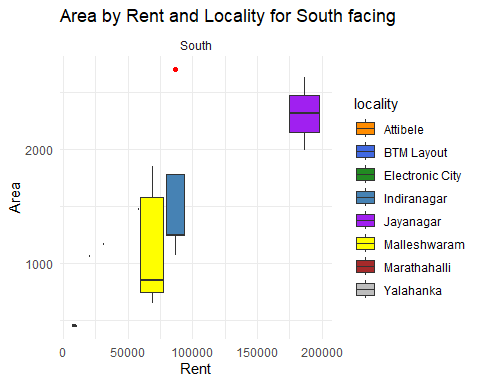 Area by Rent and Locality for South facing
South
Area
2000
1000
0
50000
100000
150000
200000
Rent
locality
Attibele
BTM Layout
Electronic City
Indiranagar
Jayanagar
Malleshwaram
Marathahalli
Yalahanka